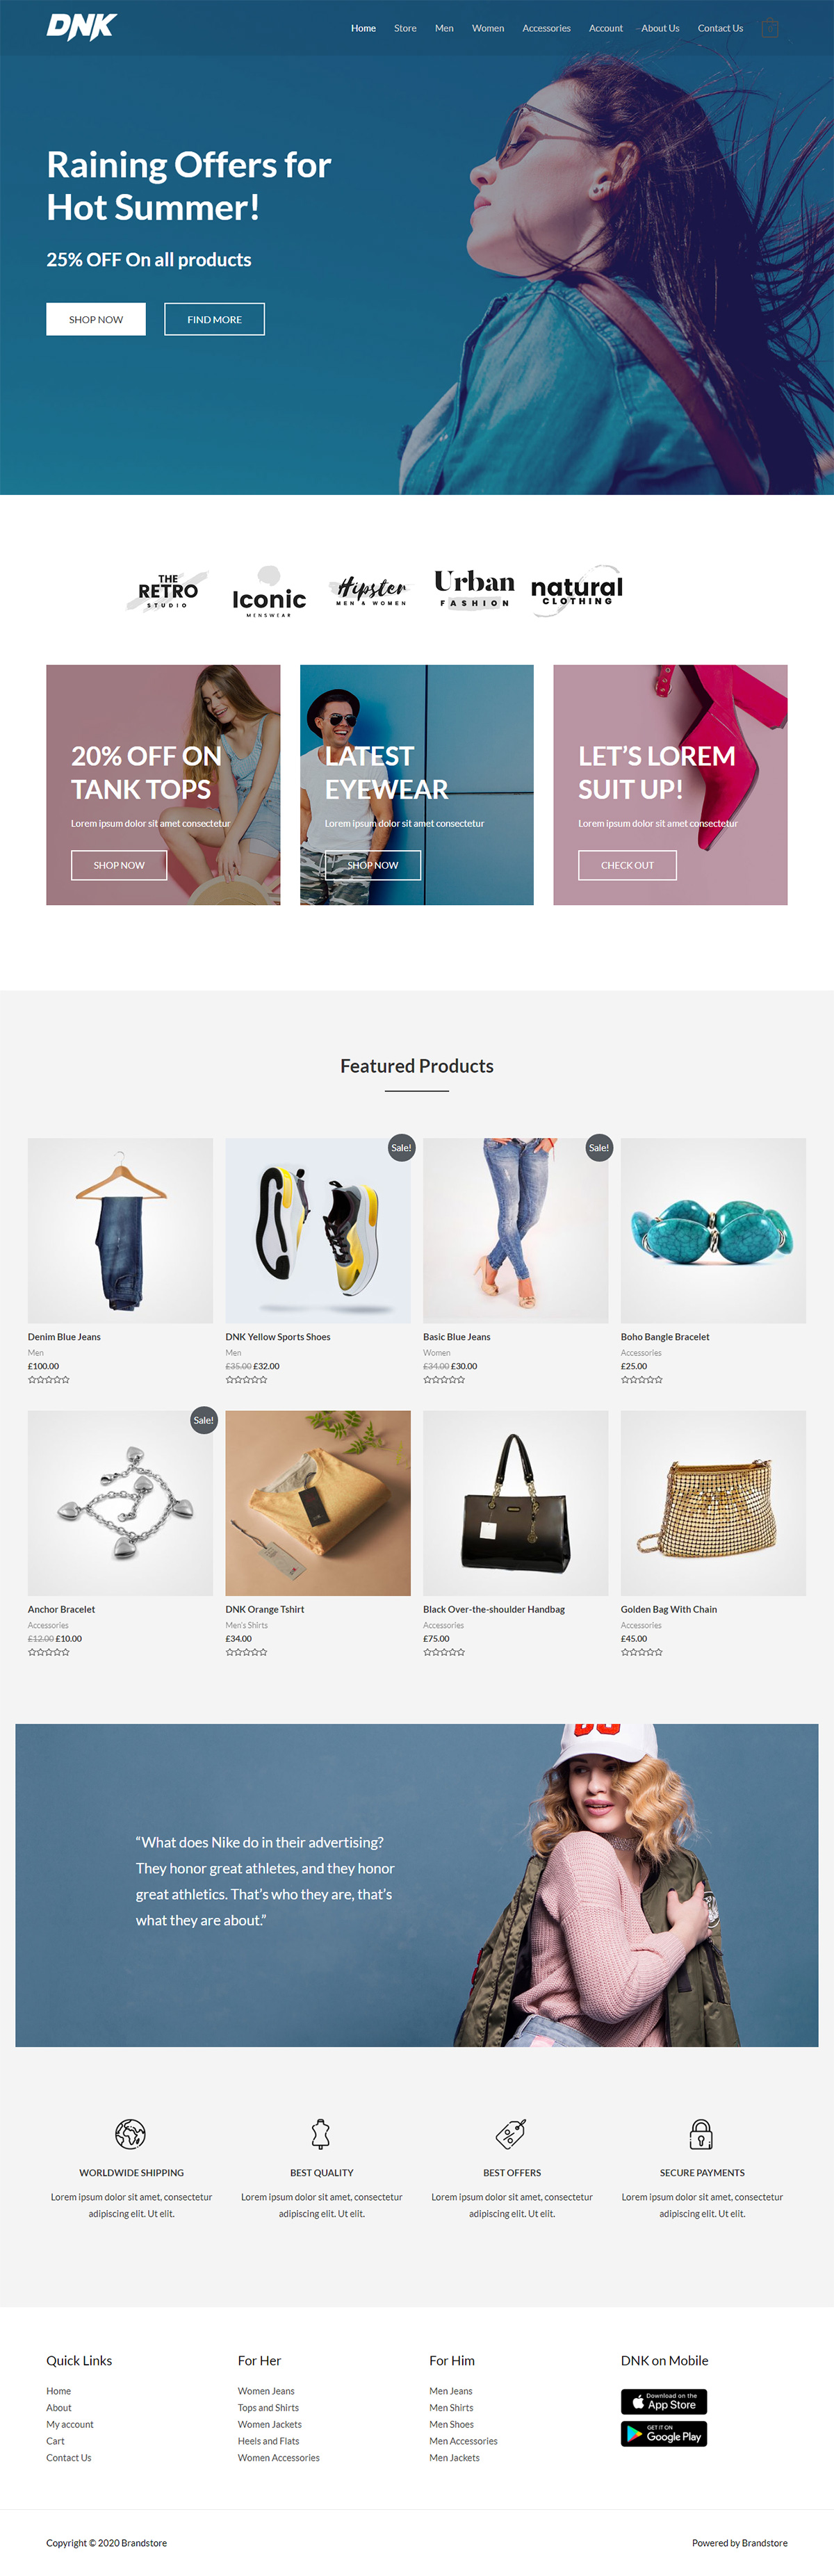 DNK
Home Store Men Women Accessories Account About Us Contact Us
Raining Offers for
Hot Summer!
25% OFF On all products
SHOP NOW FIND MORE
THE
RETRO
STUDIO
Iconic
MENSWEAR
Hipster
MEN & WOMEN
Urban
FASHION
natural
CLOTHING
20% OFF ON
TANK TOPS
Lorem ipsum dolor sit amet consectetur
SHOP NOW
LATEST
EYEWEAR
Lorem ipsum dolor sit amet consectetur
SHOP NOW
LET’S LOREM
SUIT UP!
Lorem ipsum dolor sit amet consectetur
CHECK OUT
Featured Products
Denim Blue Jeans
Men
£100.00
Sale!
DNK Yellow Sports Shoes
Men
£35.00 £32.00
Sale!
Basic Blue Jeans
Women
£34.00 £30.00
Boho Bangle Bracelet
Accessories
£25.00
Sale!
Anchor Bracelet
Accessories
£12.00 £10.00
DNK Orange Tshirt
Men's Shirts
£34.00
Black Over-the-shoulder Handbag
Accessories
£75.00
Golden Bag With Chain
Accessories
£45.00
“What does Nike do in their advertising?
They honor great athletes, and they honor
great athletics. That’s who they are, that’s
what they are about.”
WORLDWIDE SHIPPING
Lorem ipsum dolor sit amet, consectetur
adipiscing elit. Ut elit.
BEST QUALITY
Lorem ipsum dolor sit amet, consectetur
adipiscing elit. Ut elit.
BEST OFFERS
Lorem ipsum dolor sit amet, consectetur
adipiscing elit. Ut elit.
SECURE PAYMENTS
Lorem ipsum dolor sit amet, consectetur
adipiscing elit. Ut elit.
Quick Links
Home
About
My account
Cart
Contact Us
For Her
Women Jeans
Tops and Shirts
Women Jackets
Heels and Flats
Women Accessories
For Him
Men Jeans
Men Shirts
Men Shoes
Men Accessories
Men Jackets
DNK on Mobile
Download on the
App Store
GET IT ON
Google Play
Copyright © 2020 Brandstore
Powered by Brandstore